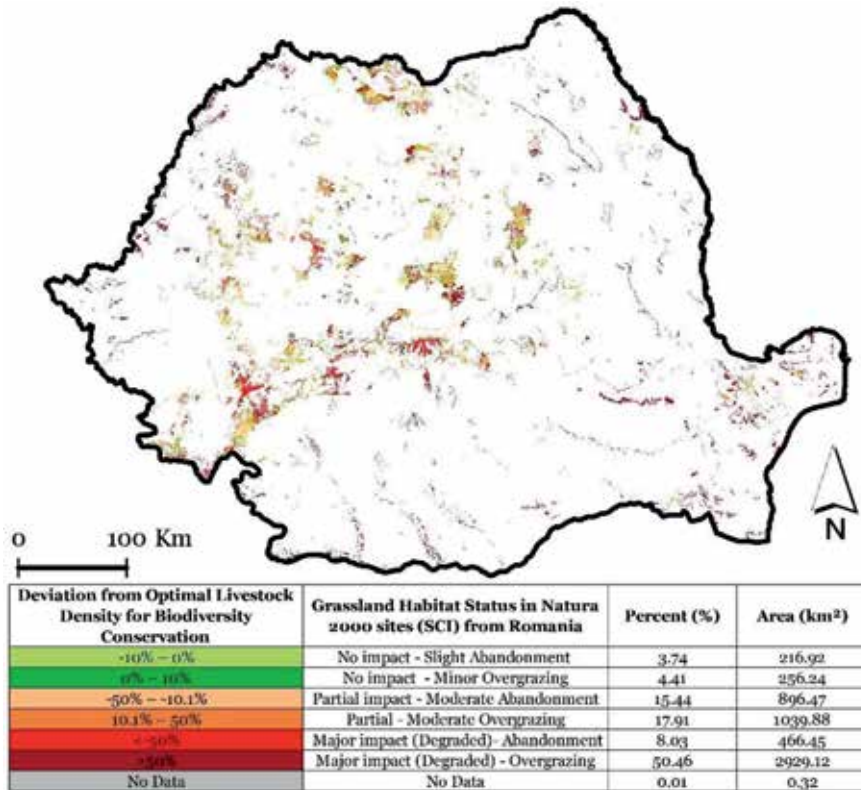 N
0 100 Km
Deviation from Optimal Livestock Density for Biodiversity Conservation Grassland Habitat Status in Natura 2000 sites (SCI) from Romania Percent (%) Area (km²)
-10% – 0% No impact - Slight Abandonment 3.74 216.92
0% – 10% No impact - Minor Overgrazing 4.41 256.24
-50% – -10.1% Partial impact - Moderate Abandonment 15.44 896.47
10.1% – 50% Partial - Moderate Overgrazing 17.91 1039.88
<-50% Major impact (Degraded)- Abandonment 8.03 466.45
>50% Major impact (Degraded) - Overgrazing 50.46 2929.12
No Data No Data 0.01 0.32